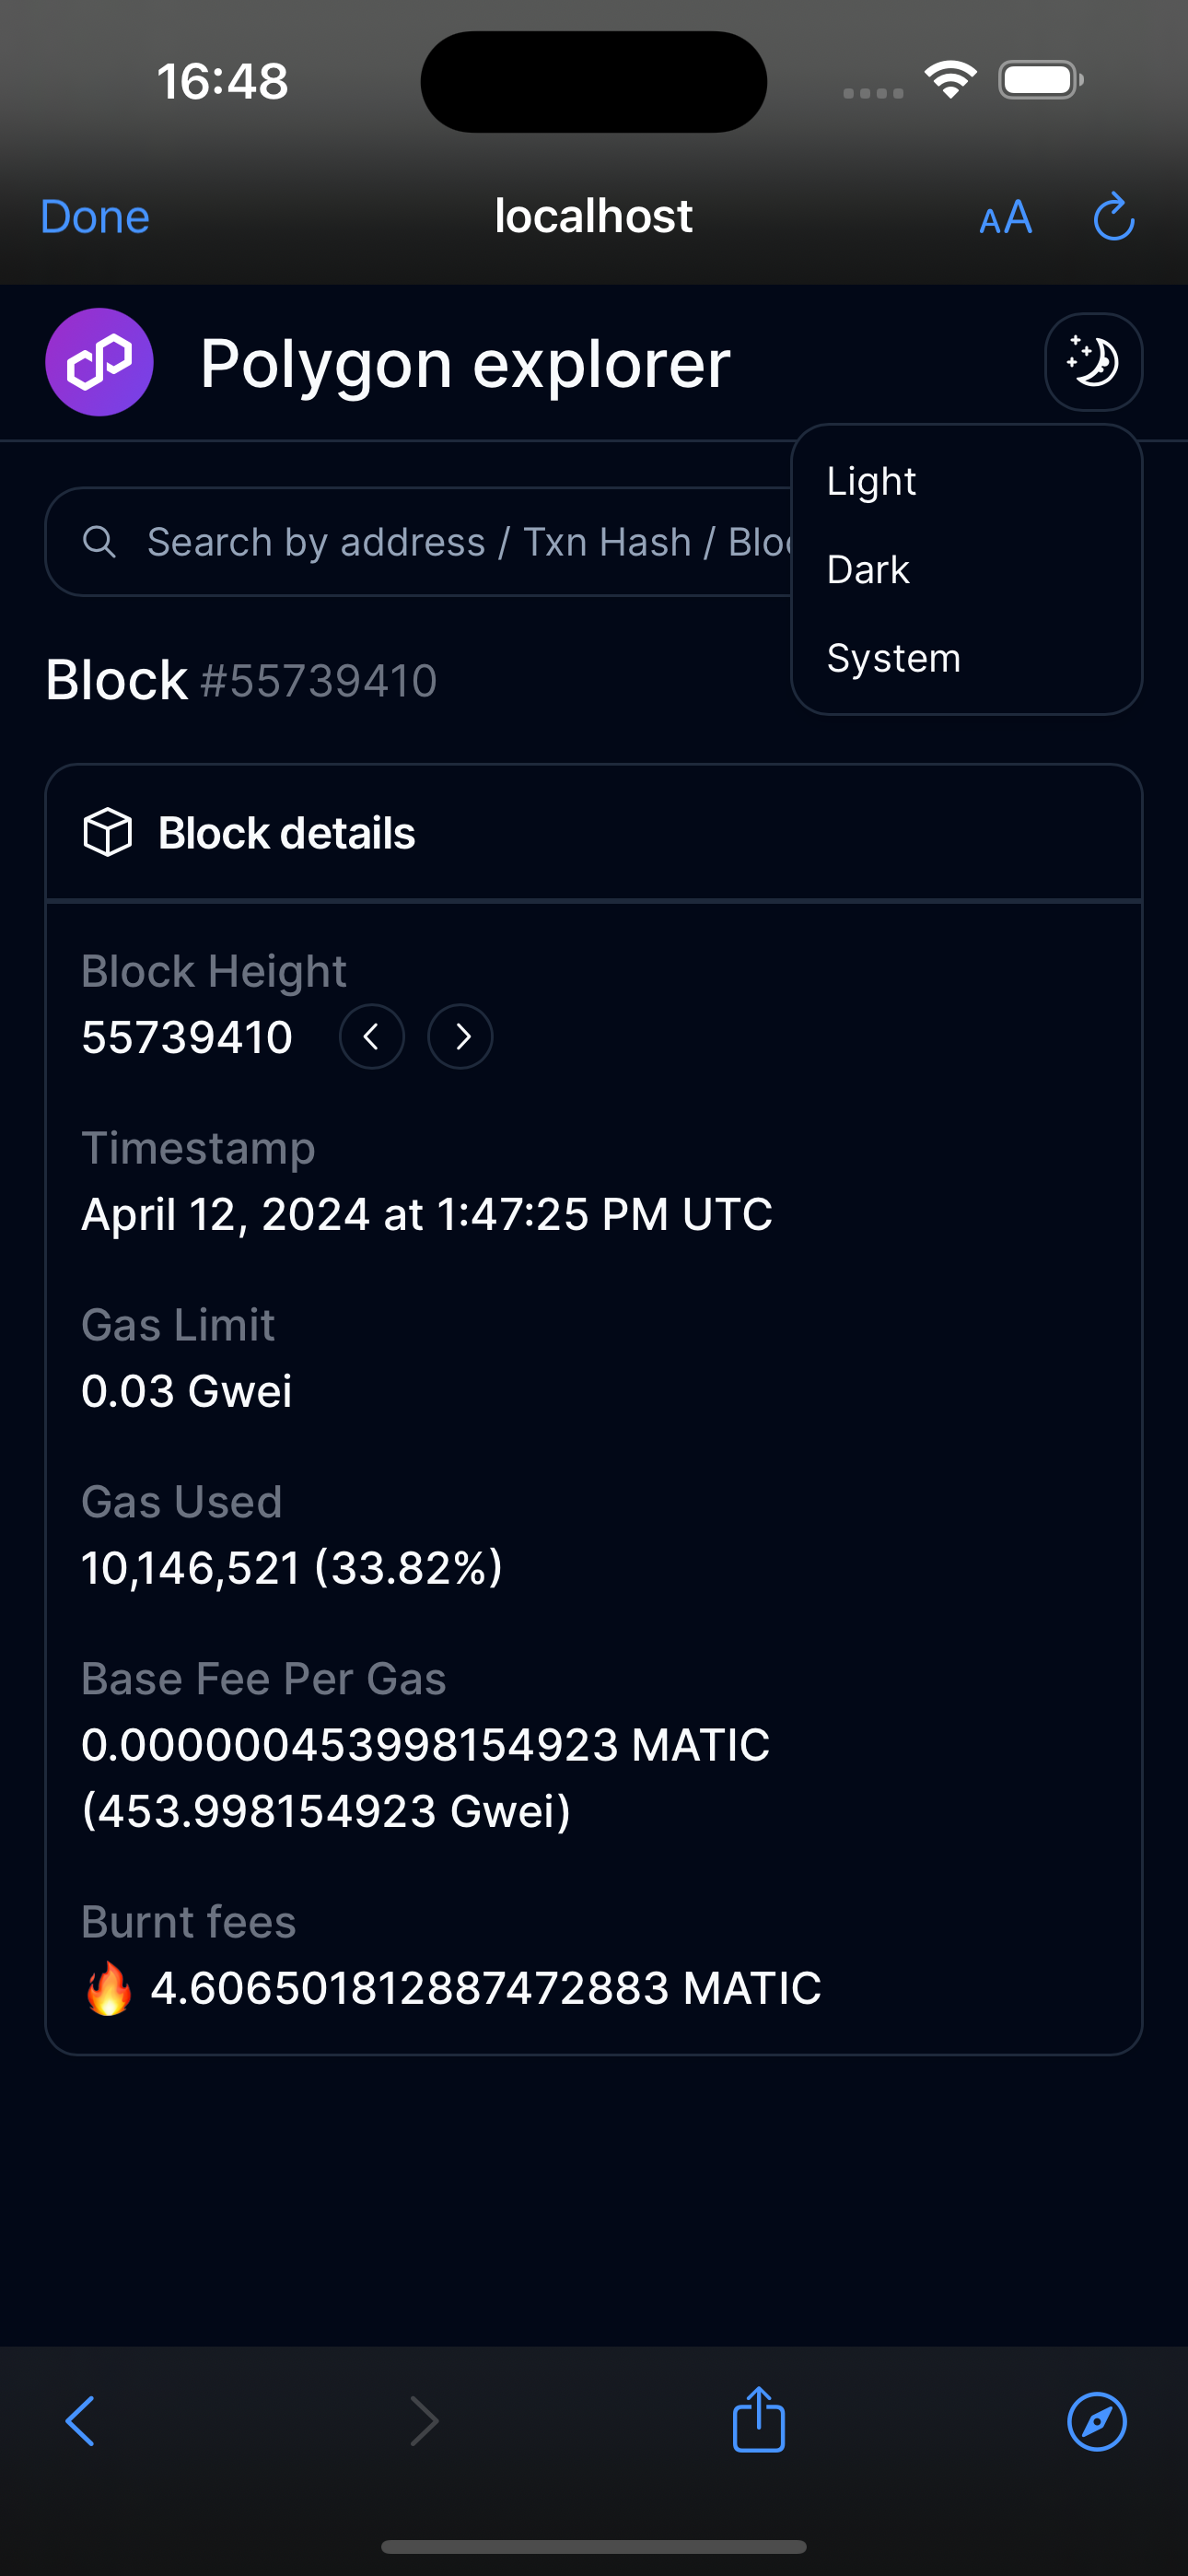 16:48
Done
localhost
AA
Polygon explorer
Light
Search by address / Txn Hash / Blo
Dark
System
Block #55739410
Block details
Block Height
55739410
Timestamp
April 12, 2024 at 1:47:25 PM UTC
Gas Limit
0.03 Gwei
Gas Used
10,146,521 (33.82%)
Base Fee Per Gas
0.000000453998154923 MATIC
(453.998154923 Gwei)
Burnt fees
🔥 4.606501812887472883 MATIC